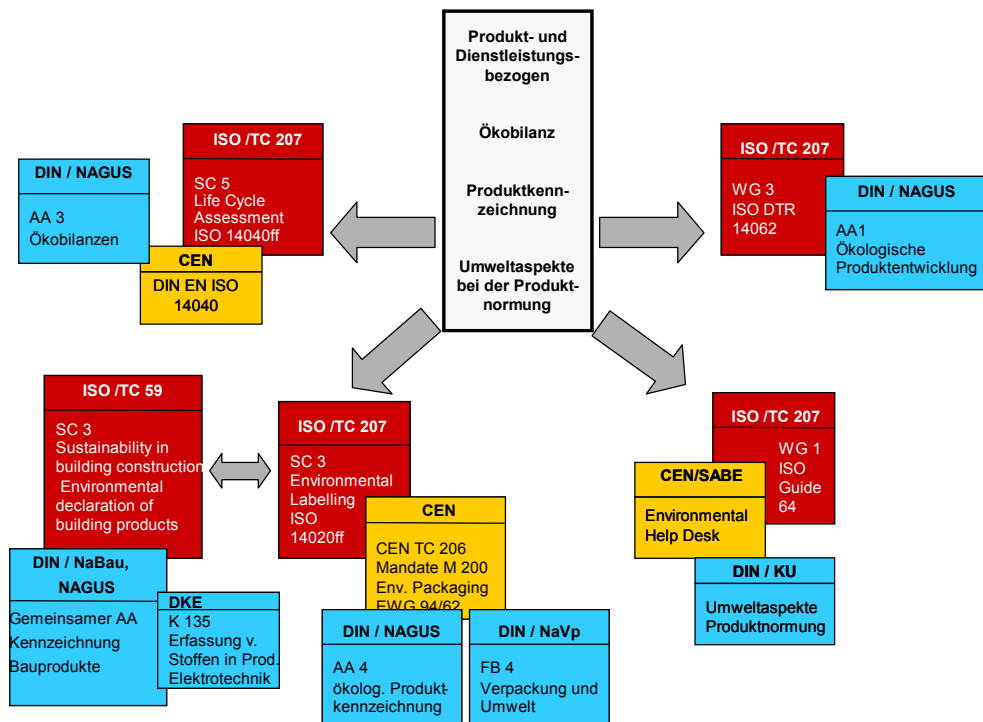 Produkt- und
Dienstleistungs-
bezogen
Ökobilanz
Produktkenn-
zeichnung
Umweltaspekte
bei der Produkt-
normung
ISO /TC 207
SC 5
Life Cycle
Assessment
ISO 14040ff
DIN / NAGUS
AA 3
Ökobilanzen
CEN
DIN EN ISO
14040
ISO /TC 207
WG 3
ISO DTR
14062
DIN / NAGUS
AA1
Ökologische
Produktentwicklung
ISO /TC 59
SC 3
Sustainability in
building construction
Environmental
declaration of
building products
DIN / NaBau,
NAGUS
Gemeinsamer AA
Kennzeichnung
Bauprodukte
DKE
K 135
Erfassung v.
Stoffen in Prod.
Elektrotechnik
ISO /TC 207
SC 3
Environmental
Labelling
ISO
14020ff
CEN
CEN TC 206
Mandate M 200
Env. Packaging
EWG 94/62
DIN / NAGUS
AA 4
ökolog. Produkt-
kennzeichnung
DIN / NaVp
FB 4
Verpackung und
Umwelt
ISO /TC 207
WG 1
ISO
Guide
64
CEN/SABE
Environmental
Help Desk
DIN / KU
Umweltaspekte
Produktnormung